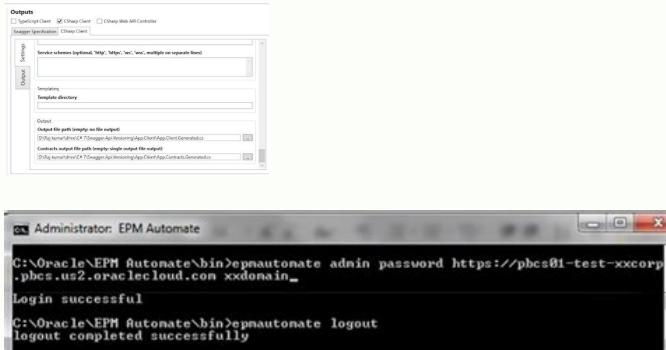 Outputs
TypeScript Client CSharp Client CSharp Web API Controller
Swagger Specification CSharp Client
Settings
Service schemes (optional, 'http', 'https', 'ws', 'wss', multiple on separate lines)
Output
Templating
Template directory
Output
Output file path (empty: no file output)
...
Contracts output file path (empty: single output file output)
...
Administrator: EPM Automate
C:\Oracle\EPM Automate\bin>epmautomate admin password https://pbcs01-test-xxcorp
.pbcs.us2.oraclecloud.com xxdomain_
Login successful
C:\Oracle\EPM Automate\bin>epmautomate logout
logout completed successfully